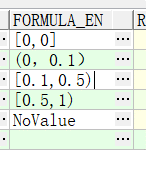 FORMULA_EN R
[0,0]
(0，0.1）
[0.1,0.5)
[0.5,1)
NoValue